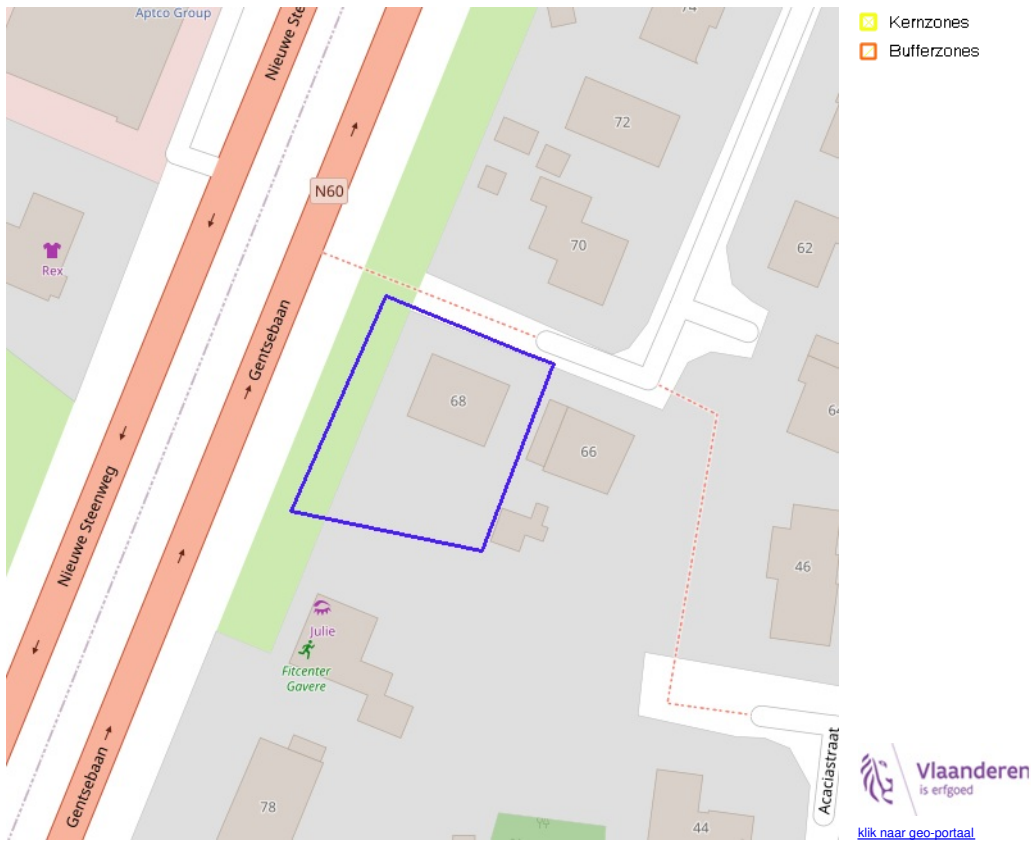 Aptco Group
Nieuwe Ste
N60
Rex
72
70
62
Gentsebaan
68
66
64
Nieuwe Steenweg
46
Julie
Fitcenter
Gavere
Gentsebaan
78
44
Acaciastraat
Kernzones
Bufferzones
Vlaanderen
is erfgoed
klik naar geo-portaal